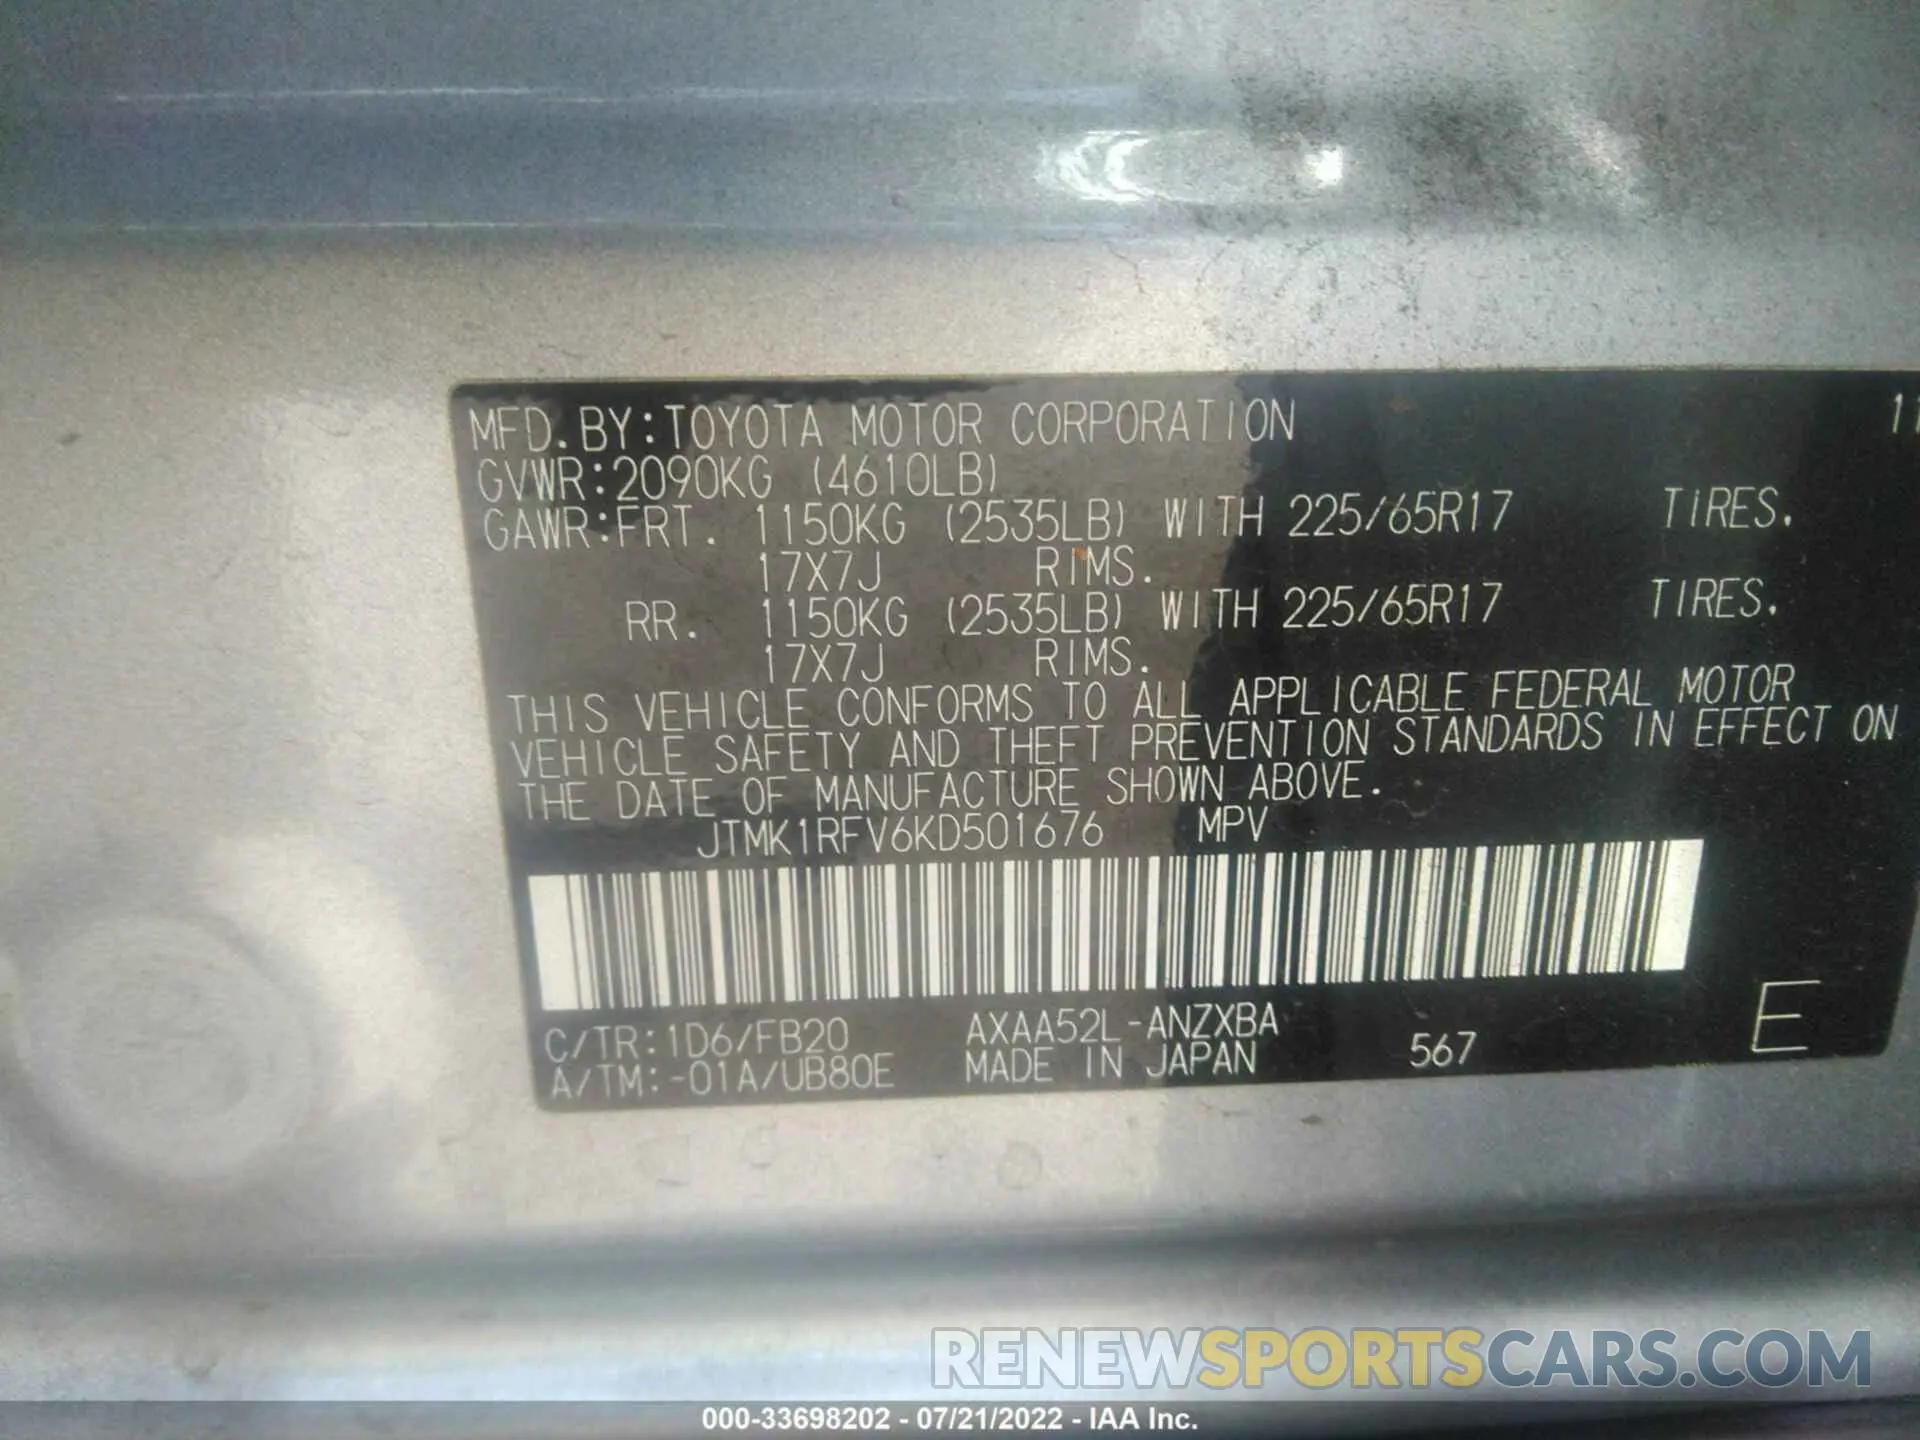 MFD. BY: TOYOTA MOTOR CORPORATION 11
GVWR: 2090KG (4610LB)
GAWR: FRT. 1150KG (2535LB) WITH 225/65R17 TIRES.
17X7J RIMS.
RR. 1150KG (2535LB) WITH 225/65R17 TIRES.
17X7J RIMS.
THIS VEHICLE CONFORMS TO ALL APPLICABLE FEDERAL MOTOR
VEHICLE SAFETY AND THEFT PREVENTION STANDARDS IN EFFECT ON
THE DATE OF MANUFACTURE SHOWN ABOVE.
JTMK1RFV6KD501676 MPV
C/TR: 1D6/FB20 AXAA52L-ANZXBA
A/TM: -01A/UB80E MADE IN JAPAN 567 E
RENEWSPORTSCARS.COM
000-33698202 - 07/21/2022 - IAA Inc.